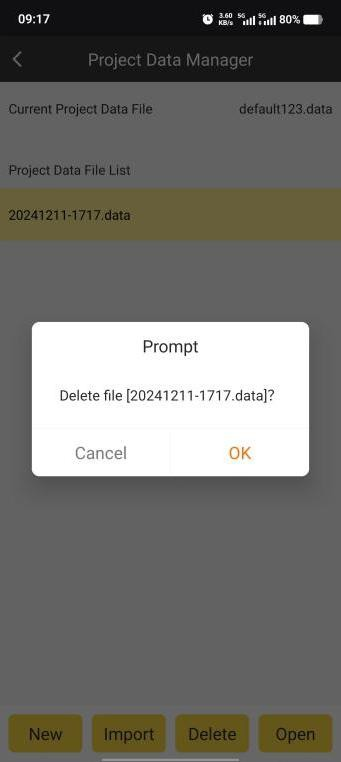 09:17
3.60 KB/s 5G 5G 80%
Project Data Manager
Current Project Data File default123.data
Project Data File List
20241211-1717.data
Prompt
Delete file [20241211-1717.data]?
Cancel OK
New Import Delete Open